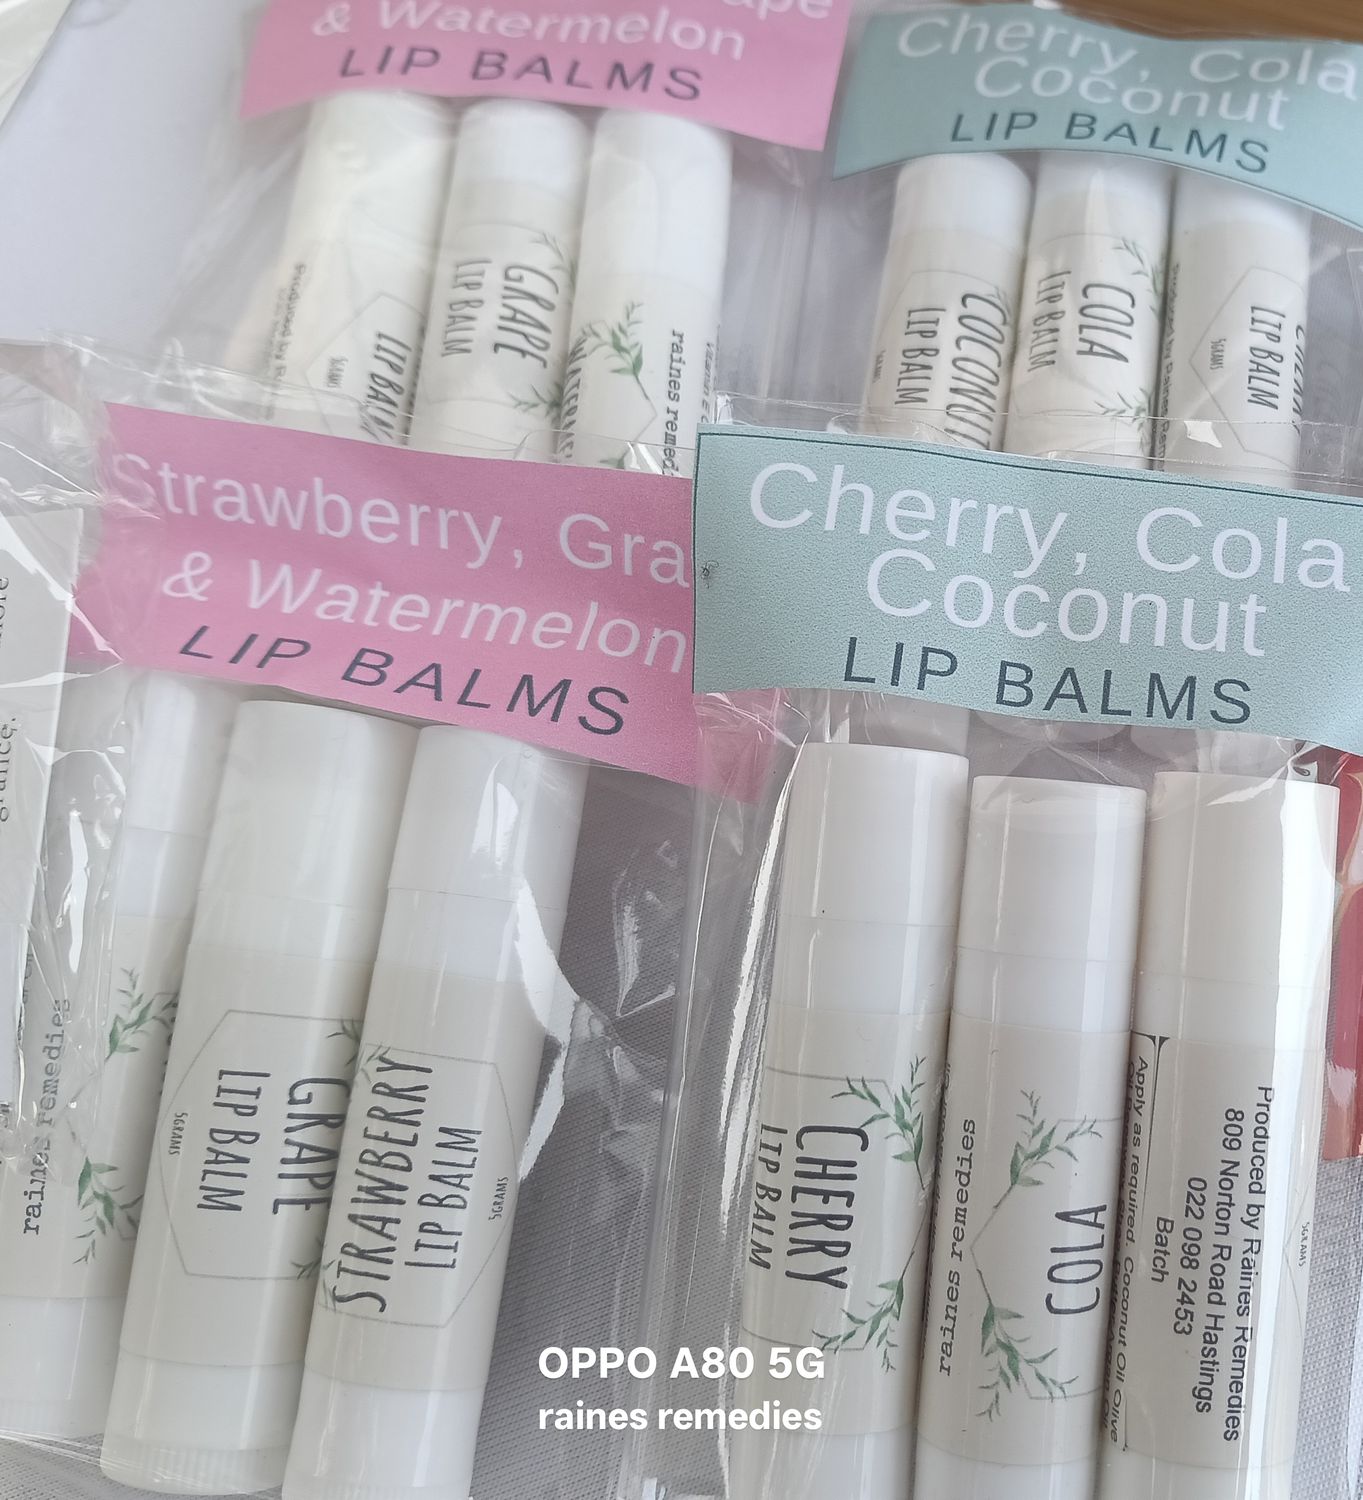 & Watermelon
LIP BALMS
Cherry, Cola
Coconut
LIP BALMS
LIP BALM
5GRAMS
GRAPE
LIP BALM
raines
COCONUT
LIP BALM
COLA
LIP BALM
LIP BALM
5GRAMS
Strawberry, Gra
& Watermelon
LIP BALMS
Cherry, Cola
Coconut
LIP BALMS
raines remedies
GRAPE
LIP BALM
5GRAMS
STRAWBERRY
LIP BALM
5GRAMS
CHERRY
LIP BALM
raines remedies
COLA
Apply as required. Coconut Oil Olive
Produced by Raines Remedies
809 Norton Road Hastings
022 098 2453
Batch
5GRAMS
OPPO A80 5G
raines remedies